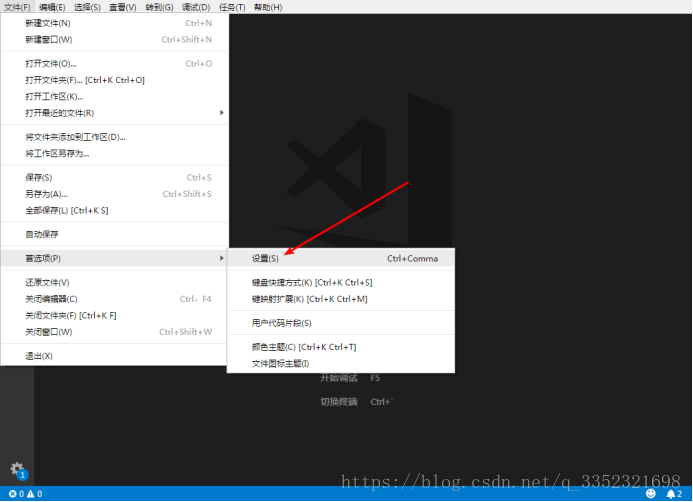 文件(F) 编辑(E) 选择(S) 查看(V) 转到(G) 调试(D) 任务(T) 帮助(H)
新建文件(N) Ctrl+N
新建窗口(W) Ctrl+Shift+N
打开文件(O)... Ctrl+O
打开文件夹(F)... [Ctrl+K Ctrl+O]
打开工作区(K)...
打开最近的文件(R)
将文件夹添加到工作区(D)...
将工作区另存为...
保存(S) Ctrl+S
另存为(A)... Ctrl+Shift+S
全部保存(L) [Ctrl+K S]
自动保存
首选项(P)
设置(S) Ctrl+Comma
键盘快捷方式(K) [Ctrl+K Ctrl+S]
键映射扩展(K) [Ctrl+K Ctrl+M]
用户代码片段(S)
颜色主题(C) [Ctrl+K Ctrl+T]
文件图标主题(I)
还原文件(V)
关闭编辑器(C) Ctrl+F4
关闭文件夹(F) [Ctrl+K F]
关闭窗口(W) Ctrl+Shift+W
退出(X)
开始调试 F5
切换终端 Ctrl+`
1
https://blog.csdn.net/q_3352321698
0 0 2